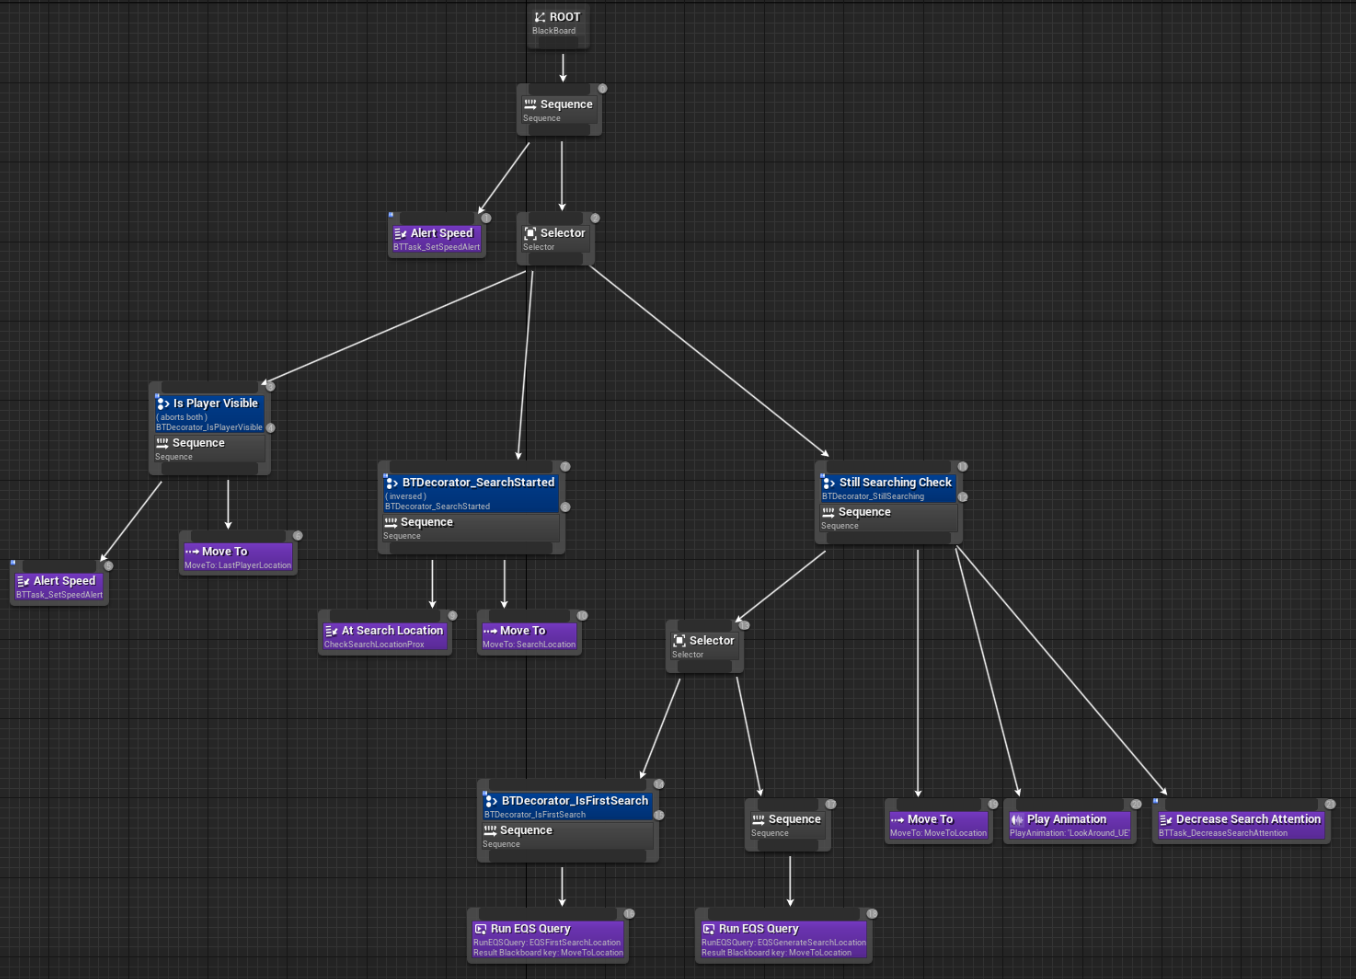 ROOT
BlackBoard
Sequence
Sequence
Alert Speed
BTTask_SetSpeedAlert
Selector
Selector
Is Player Visible
( aborts both )
BTDecorator_IsPlayerVisible
Sequence
Sequence
Alert Speed
BTTask_SetSpeedAlert
Move To
MoveTo: LastPlayerLocation
BTDecorator_SearchStarted
( inversed )
BTDecorator_SearchStarted
Sequence
Sequence
At Search Location
CheckSearchLocationProx
Move To
MoveTo: SearchLocation
Still Searching Check
BTDecorator_StillSearching
Sequence
Sequence
Selector
Selector
BTDecorator_IsFirstSearch
BTDecorator_IsFirstSearch
Sequence
Sequence
Run EQS Query
RunEQSQuery: EQSFirstSearchLocation
Result Blackboard key: MoveToLocation
Sequence
Sequence
Run EQS Query
RunEQSQuery: EQSGenerateSearchLocation
Result Blackboard key: MoveToLocation
Move To
MoveTo: MoveToLocation
Play Animation
PlayAnimation: 'LookAround_UE'
Decrease Search Attention
BTTask_DecreaseSearchAttention